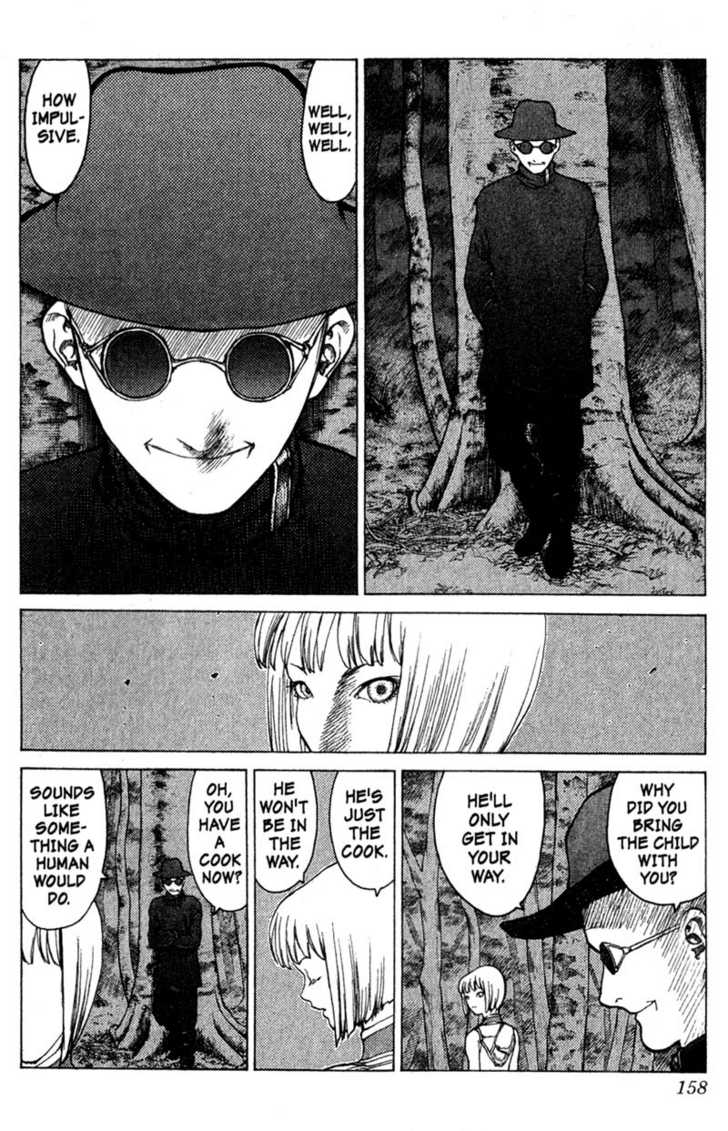 WELL,
WELL,
WELL.
HOW
IMPUL-
SIVE.
WHY
DID YOU
BRING
THE CHILD
WITH
YOU?
HE'LL
ONLY
GET IN
YOUR
WAY.
HE'S
JUST
THE
COOK.
HE
WON'T
BE IN
THE
WAY.
OH,
YOU
HAVE
A
COOK
NOW?
SOUNDS
LIKE
SOME-
THING A
HUMAN
WOULD
DO.
158